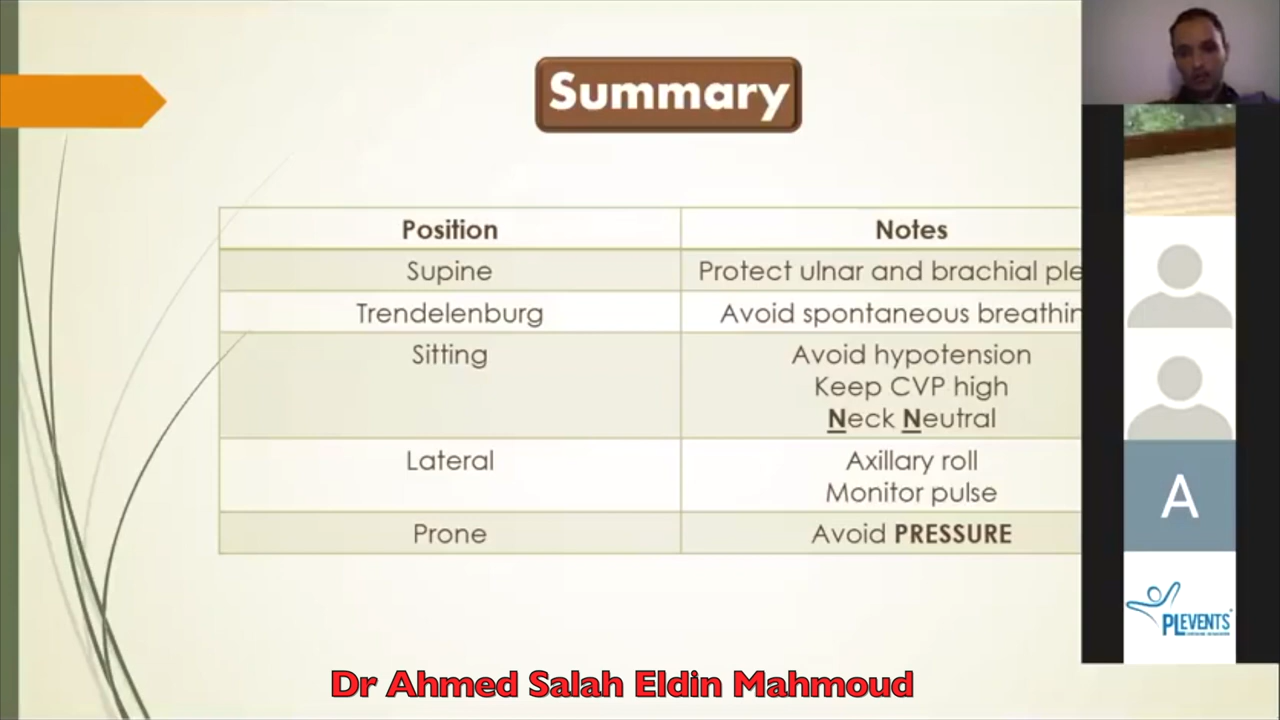 Summary
Position Notes
Supine Protect ulnar and brachial
Trendelenburg Avoid spontaneous
Sitting Avoid hypotension
Keep CVP high
Neck Neutral
Lateral Axillary roll
Monitor pulse
Prone Avoid PRESSURE
A
PLEVENTS
Dr Ahmed Salah Eldin Mahmoud